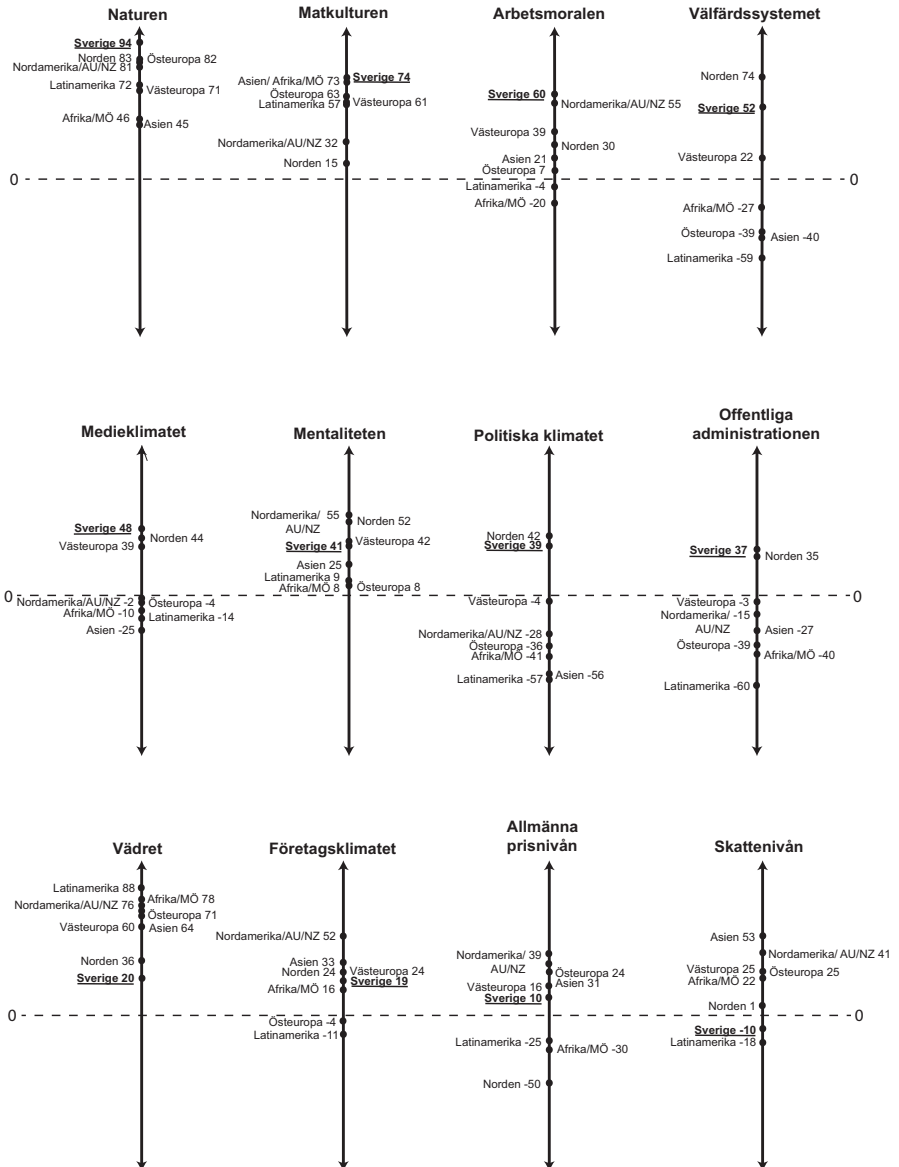 Naturen
Sverige 94
Norden 83
Östeuropa 82
Nordamerika/AU/NZ 81
Latinamerika 72
Västeuropa 71
Afrika/MÖ 46
Asien 45
Matkulturen
Sverige 74
Asien/ Afrika/MÖ 73
Östeuropa 63
Västeuropa 61
Latinamerika 57
Nordamerika/AU/NZ 32
Norden 15
Arbetsmoralen
Sverige 60
Nordamerika/AU/NZ 55
Västeuropa 39
Norden 30
Asien 21
Östeuropa 7
Latinamerika -4
Afrika/MÖ -20
Välfärdssystemet
Norden 74
Sverige 52
Västeuropa 22
Afrika/MÖ -27
Östeuropa -39
Asien -40
Latinamerika -59
0
0
Medieklimatet
Sverige 48
Norden 44
Västeuropa 39
Nordamerika/AU/NZ -2
Östeuropa -4
Afrika/MÖ -10
Latinamerika -14
Asien -25
Mentaliteten
Nordamerika/ 55
AU/NZ
Norden 52
Västeuropa 42
Sverige 41
Asien 25
Latinamerika 9
Afrika/MÖ 8
Östeuropa 8
Politiska klimatet
Norden 42
Sverige 39
Västeuropa -4
Nordamerika/AU/NZ -28
Östeuropa -36
Afrika/MÖ -41
Asien -56
Latinamerika -57
Offentliga
administrationen
Sverige 37
Norden 35
Västeuropa -3
Nordamerika/ -15
AU/NZ
Asien -27
Östeuropa -39
Afrika/MÖ -40
Latinamerika -60
0
0
Vädret
Latinamerika 88
Afrika/MÖ 78
Nordamerika/AU/NZ 76
Östeuropa 71
Asien 64
Västeuropa 60
Norden 36
Sverige 20
Företagsklimatet
Nordamerika/AU/NZ 52
Asien 33
Norden 24
Västeuropa 24
Sverige 19
Afrika/MÖ 16
Östeuropa -4
Latinamerika -11
Allmänna
prisnivån
Nordamerika/ 39
AU/NZ
Östeuropa 24
Asien 31
Västeuropa 16
Sverige 10
Latinamerika -25
Afrika/MÖ -30
Norden -50
Skattenivån
Asien 53
Nordamerika/ AU/NZ 41
Västuropa 25
Östeuropa 25
Afrika/MÖ 22
Norden 1
Sverige -10
Latinamerika -18
0
0